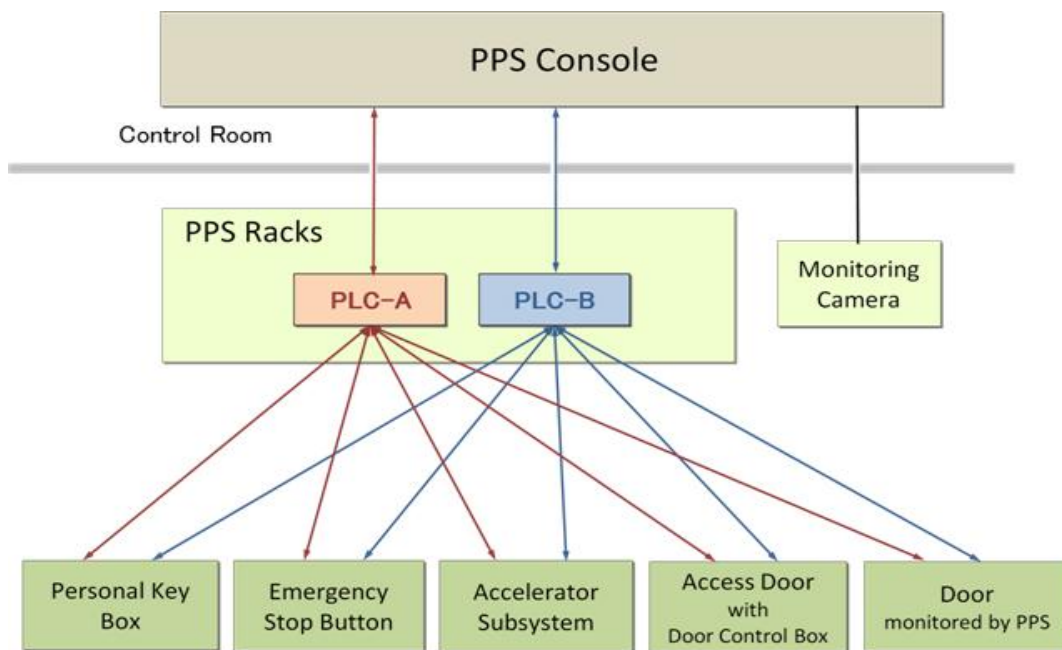 PPS Console
Control Room
PPS Racks
PLC-A
PLC-B
Monitoring
Camera
Personal Key
Box
Emergency
Stop Button
Accelerator
Subsystem
Access Door
with
Door Control Box
Door
monitored by PPS